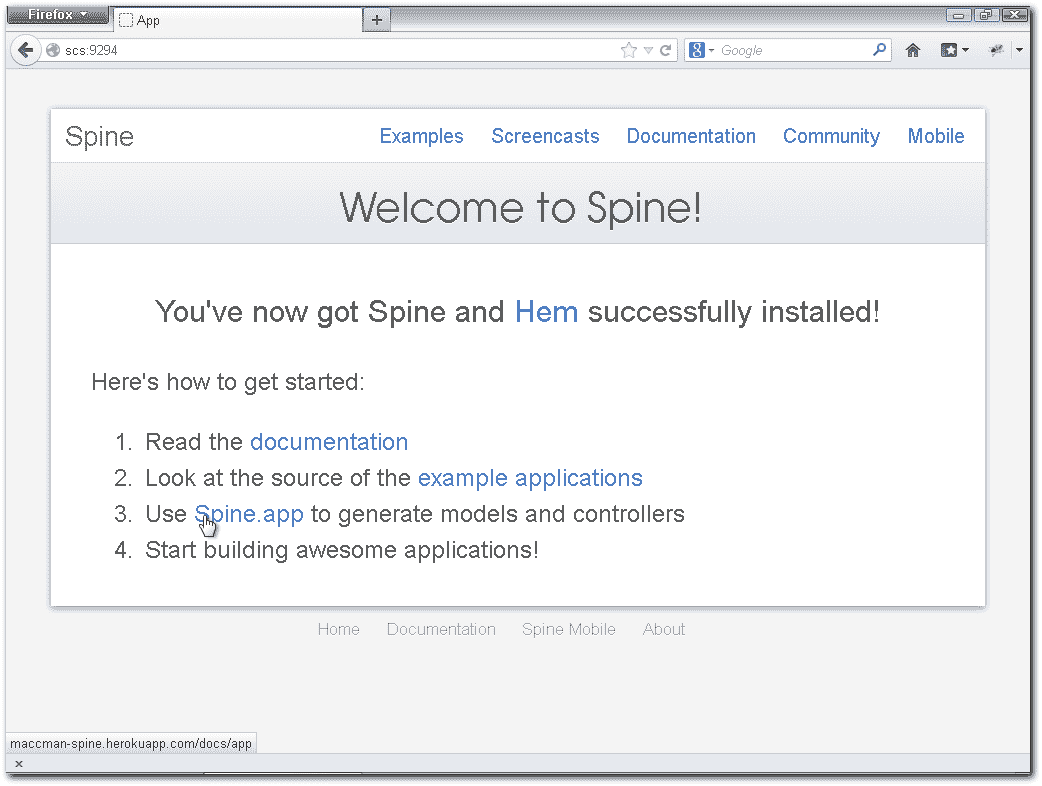 Firefox
App
scs:9294
Google
Spine
Examples Screencasts Documentation Community Mobile
Welcome to Spine!
You've now got Spine and Hem successfully installed!
Here's how to get started:
1. Read the documentation
2. Look at the source of the example applications
3. Use Spine.app to generate models and controllers
4. Start building awesome applications!
Home Documentation Spine Mobile About
maccman-spine.herokuapp.com/docs/app